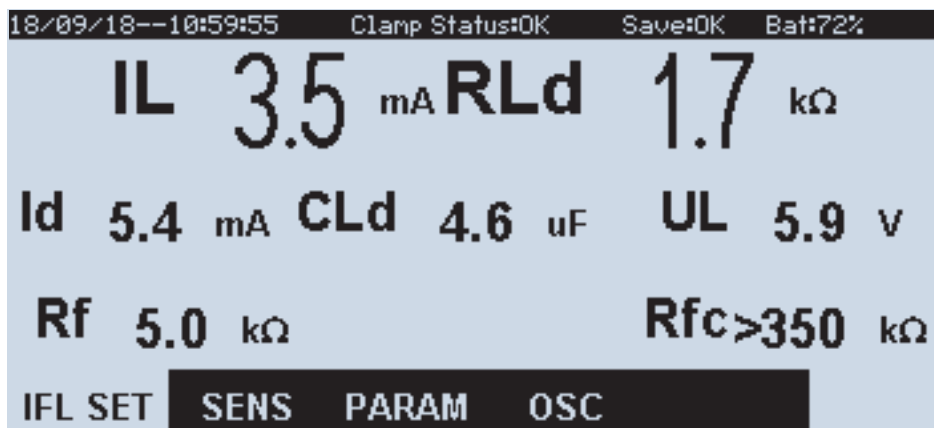 18/09/18--10:59:55 Clamp Status:OK Save:OK Bat:72%
IL 3.5 mA RLd 1.7 kΩ
Id 5.4 mA CLd 4.6 uF UL 5.9 V
Rf 5.0 kΩ Rfc>350 kΩ
IFL SET SENS PARAM OSC